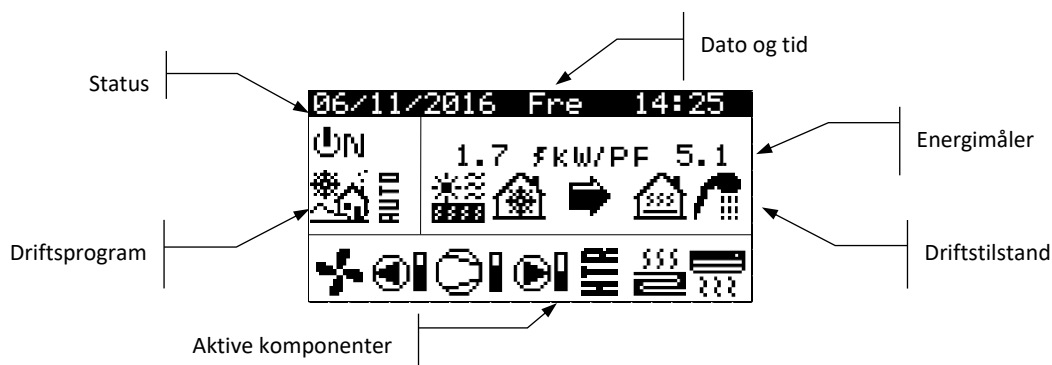 Dato og tid
Status
06/11/2016 Fre 14:25
ON
1.7 kW/PF 5.1
Energimåler
AUTO
Driftsprogram
Driftstilstand
HTR
Aktive komponenter